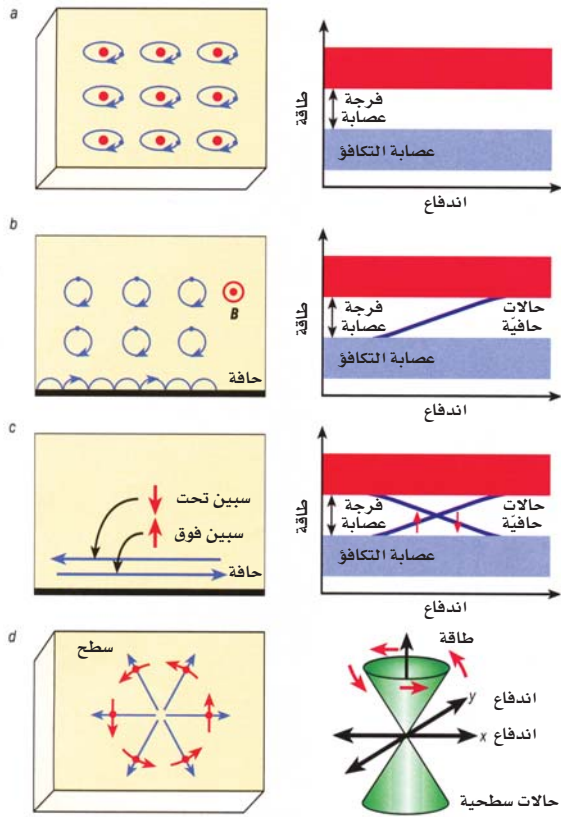 a
طاقة
فرجة
عصابة
عصابة التكافؤ
اندفاع
b
B
حافة
طاقة
فرجة
عصابة
حالات
حافيّة
عصابة التكافؤ
اندفاع
c
سبين تحت
سبين فوق
حافة
طاقة
فرجة
عصابة
حالات
حافيّة
عصابة التكافؤ
اندفاع
d
سطح
طاقة
اندفاع
y
اندفاع x
حالات سطحية